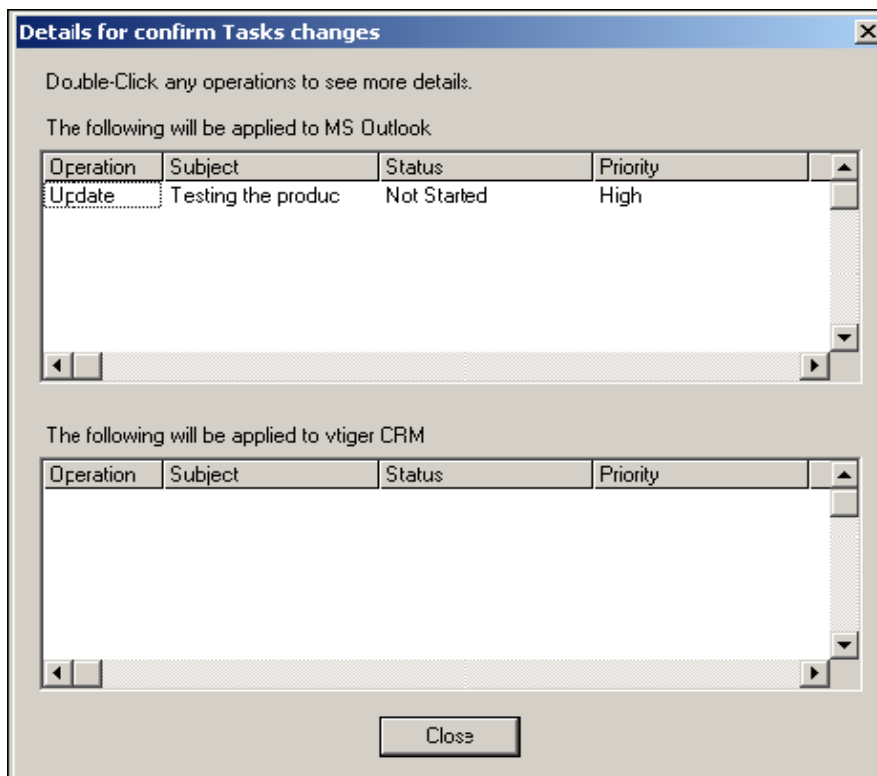 Details for confirm Tasks changes
Double-Click any operations to see more details.
The following will be applied to MS Outlook
Operation Subject Status Priority
Update Testing the produc Not Started High
The following will be applied to vtiger CRM
Operation Subject Status Priority
Close